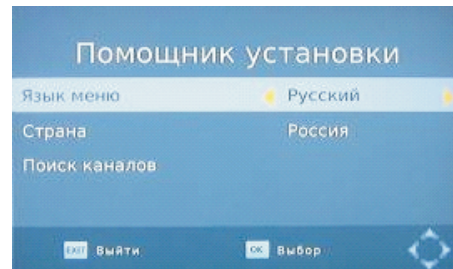 Помощник установки
Язык меню Русский
Страна Россия
Поиск каналов
EXIT Выйти OK Выбор